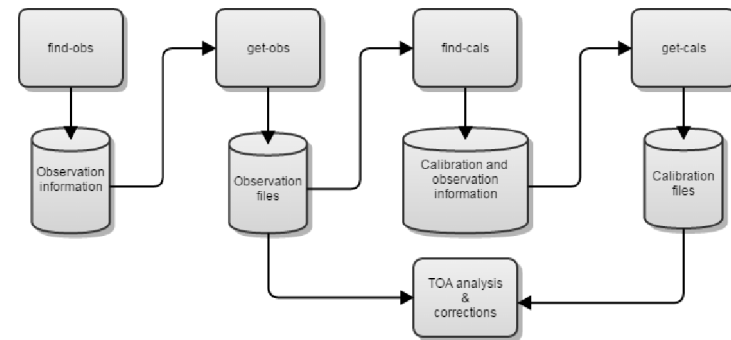 find-obs
get-obs
find-cals
get-cals
Observation
information
Observation
files
Calibration and
observation
information
Calibration
files
TOA analysis
&
corrections